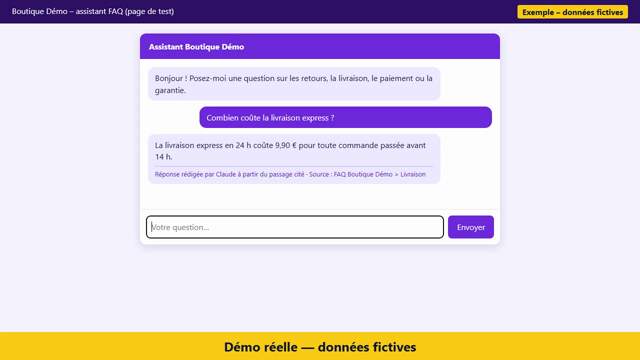 Boutique Démo – assistant FAQ (page de test)
Exemple – données fictives
Assistant Boutique Démo
Bonjour ! Posez-moi une question sur les retours, la livraison, le paiement ou la
garantie.
Combien coûte la livraison express ?
La livraison express en 24 h coûte 9,90 € pour toute commande passée avant
14 h.
Réponse rédigée par Claude à partir du passage cité · Source : FAQ Boutique Démo > Livraison
Votre question...
Envoyer
Démo réelle — données fictives